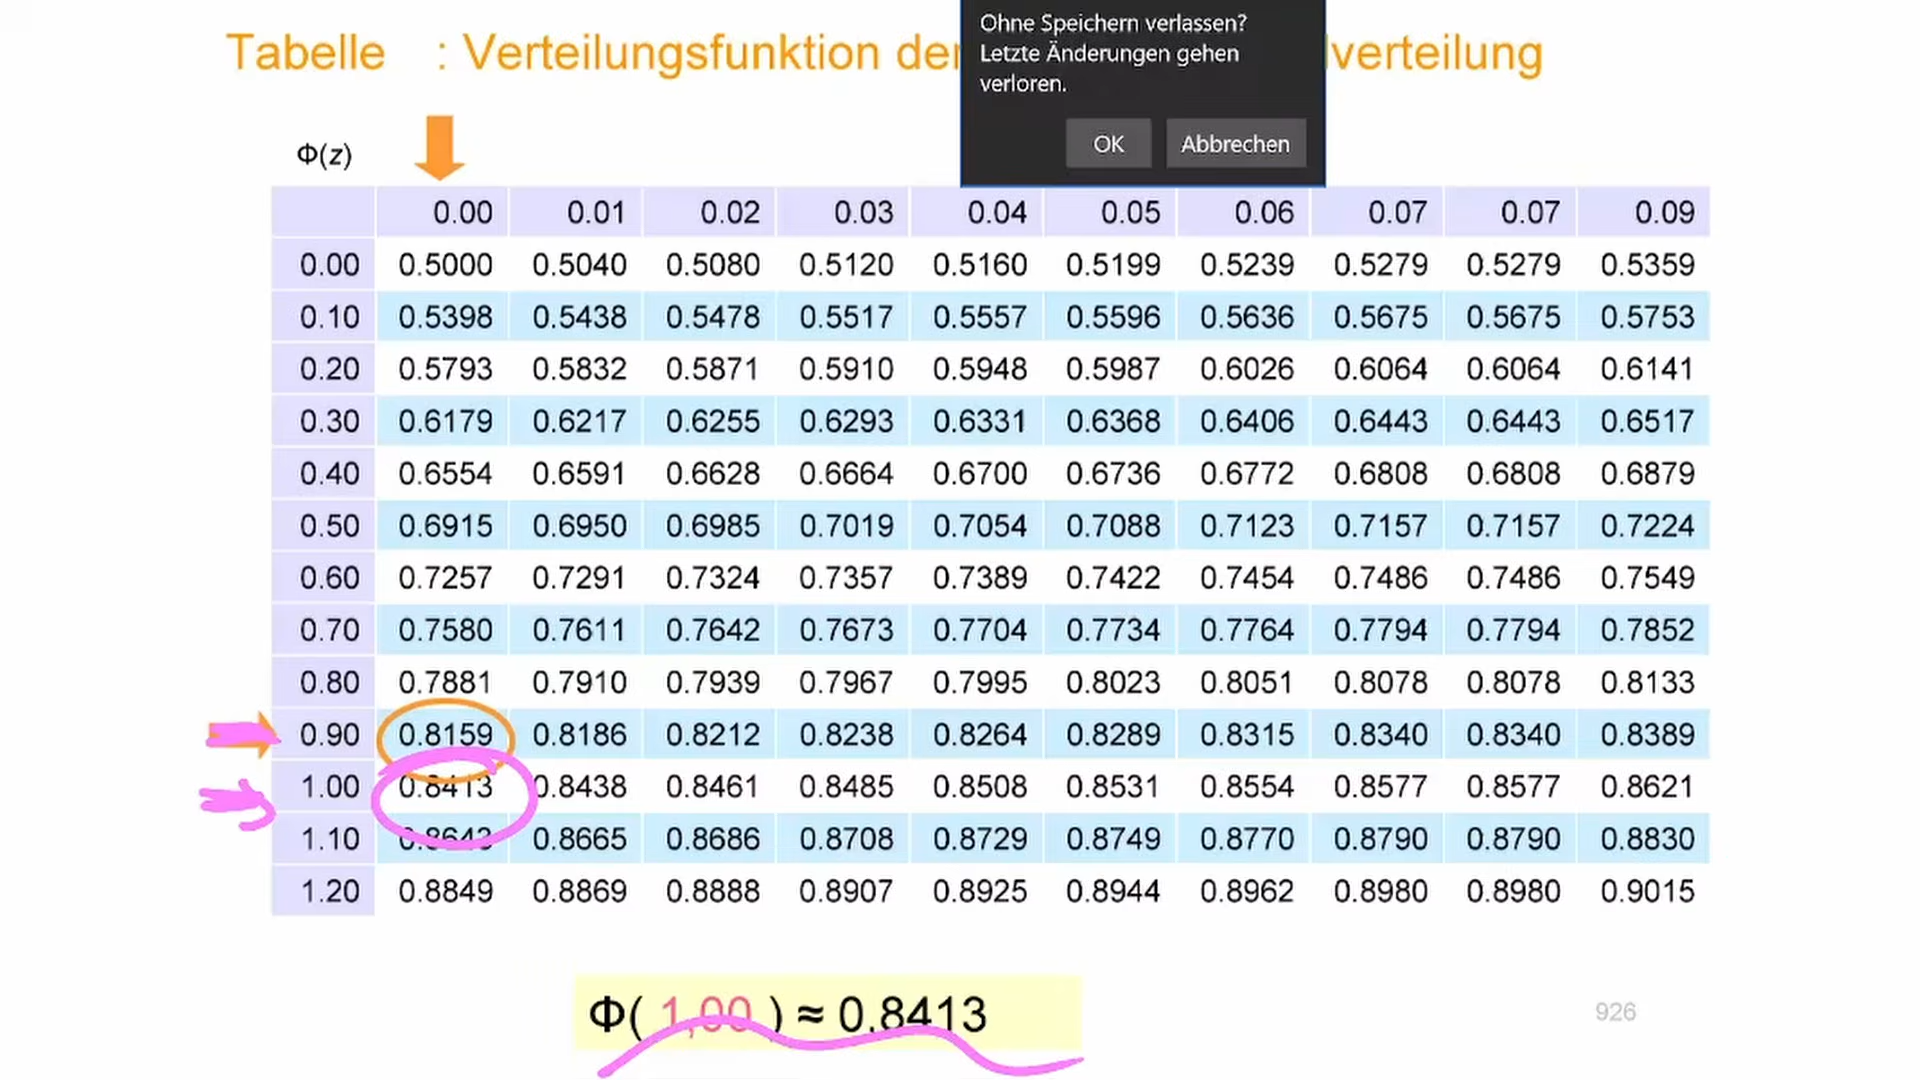 Ohne Speichern verlassen?
Letzte Änderungen gehen
verloren.
OK Abbrechen
Tabelle : Verteilungsfunktion der lverteilung
Φ(z)
0.00 0.01 0.02 0.03 0.04 0.05 0.06 0.07 0.07 0.09
0.00 0.5000 0.5040 0.5080 0.5120 0.5160 0.5199 0.5239 0.5279 0.5279 0.5359
0.10 0.5398 0.5438 0.5478 0.5517 0.5557 0.5596 0.5636 0.5675 0.5675 0.5753
0.20 0.5793 0.5832 0.5871 0.5910 0.5948 0.5987 0.6026 0.6064 0.6064 0.6141
0.30 0.6179 0.6217 0.6255 0.6293 0.6331 0.6368 0.6406 0.6443 0.6443 0.6517
0.40 0.6554 0.6591 0.6628 0.6664 0.6700 0.6736 0.6772 0.6808 0.6808 0.6879
0.50 0.6915 0.6950 0.6985 0.7019 0.7054 0.7088 0.7123 0.7157 0.7157 0.7224
0.60 0.7257 0.7291 0.7324 0.7357 0.7389 0.7422 0.7454 0.7486 0.7486 0.7549
0.70 0.7580 0.7611 0.7642 0.7673 0.7704 0.7734 0.7764 0.7794 0.7794 0.7852
0.80 0.7881 0.7910 0.7939 0.7967 0.7995 0.8023 0.8051 0.8078 0.8078 0.8133
0.90 0.8159 0.8186 0.8212 0.8238 0.8264 0.8289 0.8315 0.8340 0.8340 0.8389
1.00 0.8413 0.8438 0.8461 0.8485 0.8508 0.8531 0.8554 0.8577 0.8577 0.8621
1.10 0.8643 0.8665 0.8686 0.8708 0.8729 0.8749 0.8770 0.8790 0.8790 0.8830
1.20 0.8849 0.8869 0.8888 0.8907 0.8925 0.8944 0.8962 0.8980 0.8980 0.9015
Φ( 1,00 ) ≈ 0.8413
926